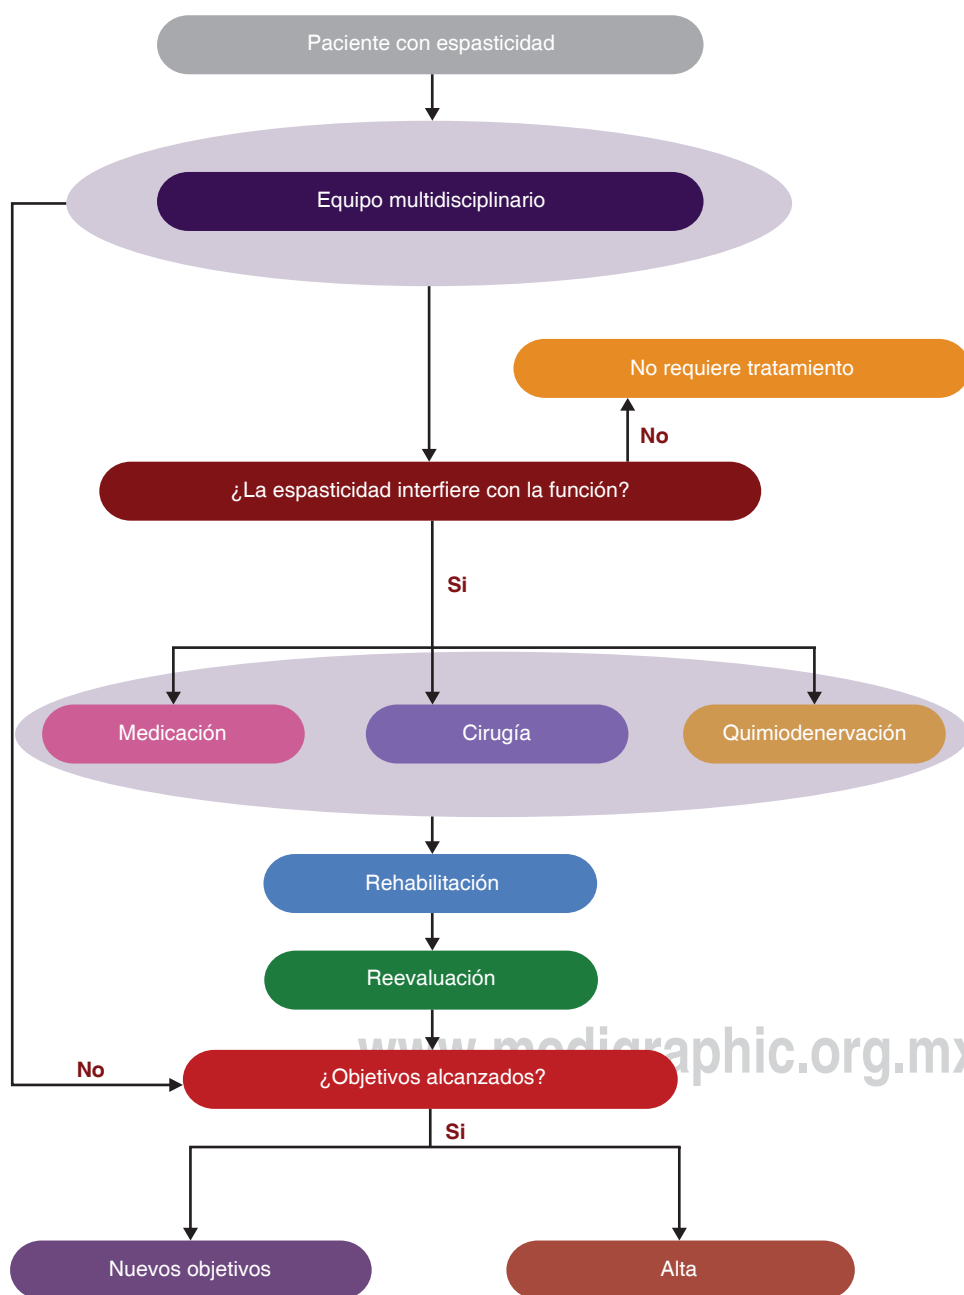 Paciente con espasticidad
Equipo multidisciplinario
No requiere tratamiento
No
¿La espasticidad interfiere con la función?
Si
Medicación
Cirugía
Quimiodenervación
Rehabilitación
Reevaluación
www.medigraphic.org.mx
No
¿Objetivos alcanzados?
Si
Nuevos objetivos
Alta